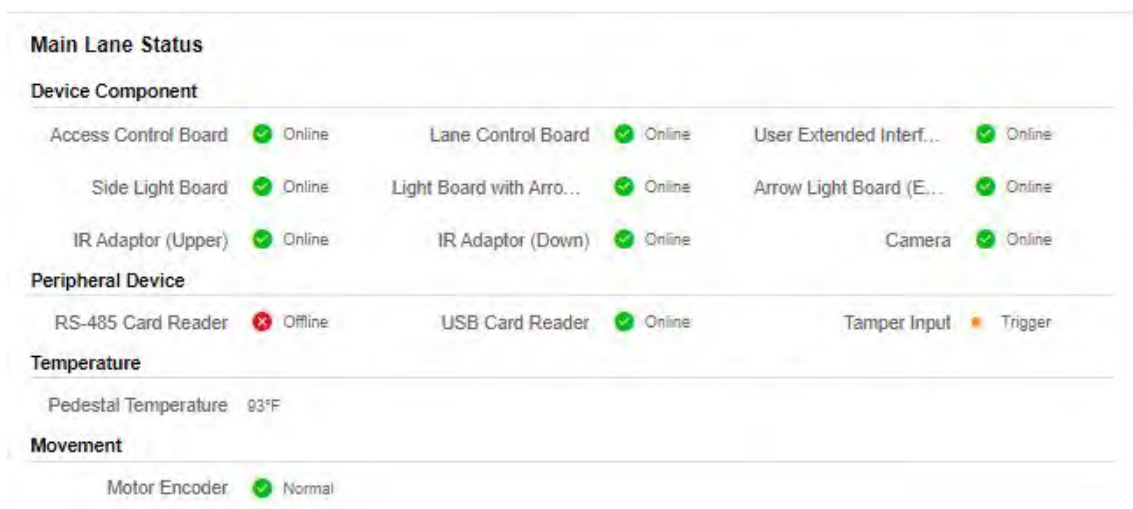 Main Lane Status
Device Component
Access Control Board Online Lane Control Board Online User Extended Interf... Online
Side Light Board Online Light Board with Arro... Online Arrow Light Board (E... Online
IR Adaptor (Upper) Online IR Adaptor (Down) Online Camera Online
Peripheral Device
RS-485 Card Reader Offline USB Card Reader Online Tamper Input Trigger
Temperature
Pedestal Temperature 93°F
Movement
Motor Encoder Normal